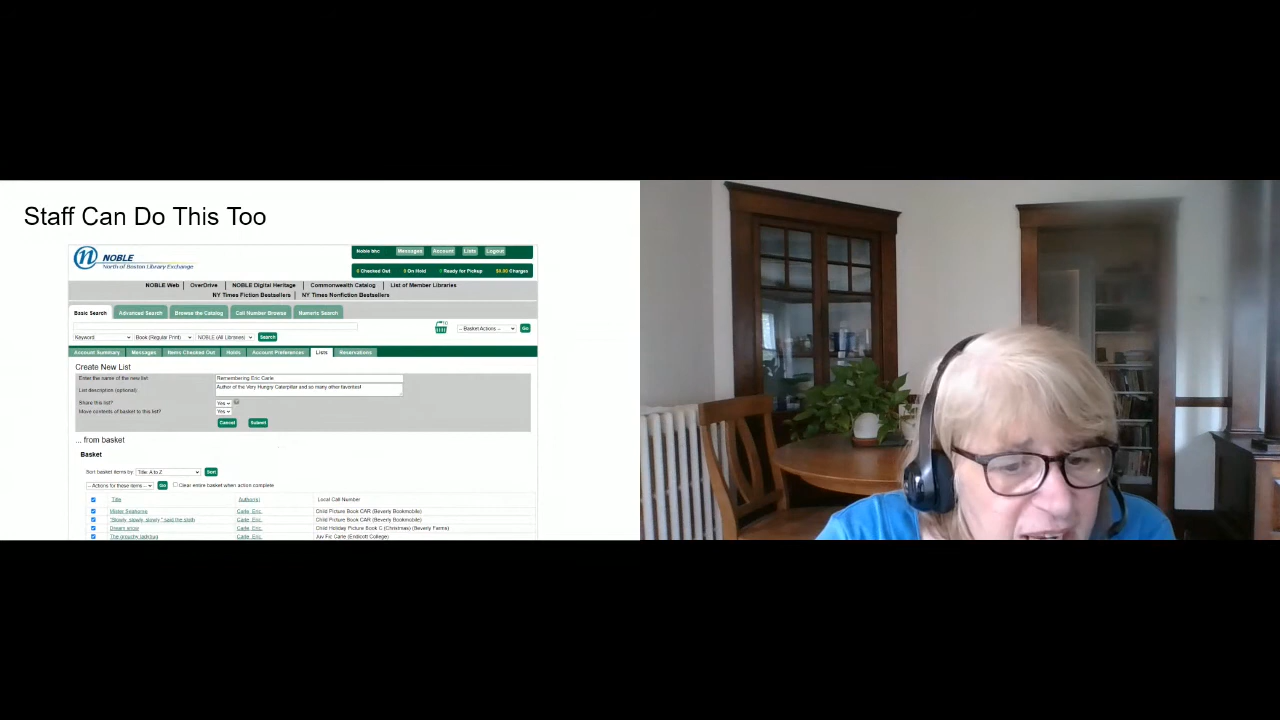 Staff Can Do This Too
NOBLE
North of Boston Library Exchange
Noble bhc Messages Account Lists Logout
0 Checked Out 0 On Hold 0 Ready for Pickup $0.00 Charges
NOBLE Web OverDrive NOBLE Digital Heritage Commonwealth Catalog List of Member Libraries
NY Times Fiction Bestsellers NY Times Nonfiction Bestsellers
Basic Search Advanced Search Browse the Catalog Call Number Browse Numeric Search
-- Basket Actions -- Go
Keyword Book (Regular Print) NOBLE (All Libraries) Search
Account Summary Messages Items Checked Out Holds Account Preferences Lists Reservations
Create New List
Enter the name of the new list: Remembering Eric Carle
List description (optional): Author of the Very Hungry Caterpillar and so many other favorites!
Share this list? Yes
Move contents of basket to this list? Yes
Cancel Submit
... from basket
Basket
Sort basket items by: Title: A to Z Sort
-- Actions for these items -- Go Clear entire basket when action complete
Title Author(s) Local Call Number
Mister Seahorse Carle, Eric. Child Picture Book CAR (Beverly Bookmobile)
"Slowly, slowly, slowly," said the sloth Carle, Eric. Child Picture Book CAR (Beverly Bookmobile)
Dream snow Carle, Eric. Child Holiday Picture Book C (Christmas) (Beverly Farms)
The grouchy ladybug Carle, Eric. Juv Fic Carle (Endicott College)